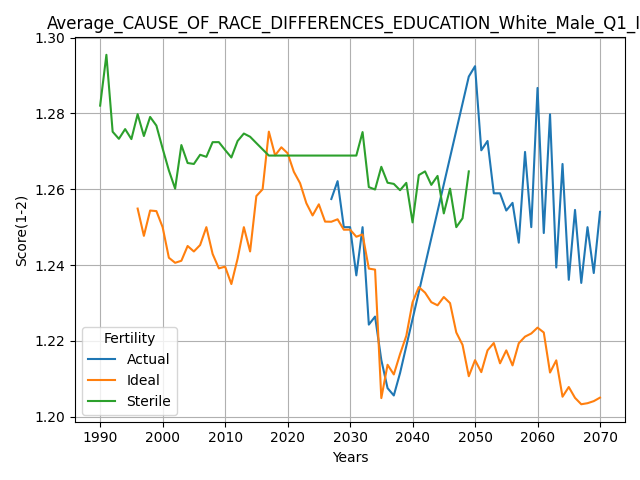 Average_CAUSE_OF_RACE_DIFFERENCES_EDUCATION_White_Male_Q1_I
1.30
1.28
1.26
1.24
1.22
1.20
Score(1-2)
Fertility
Actual
Ideal
Sterile
1990 2000 2010 2020 2030 2040 2050 2060 2070
Years